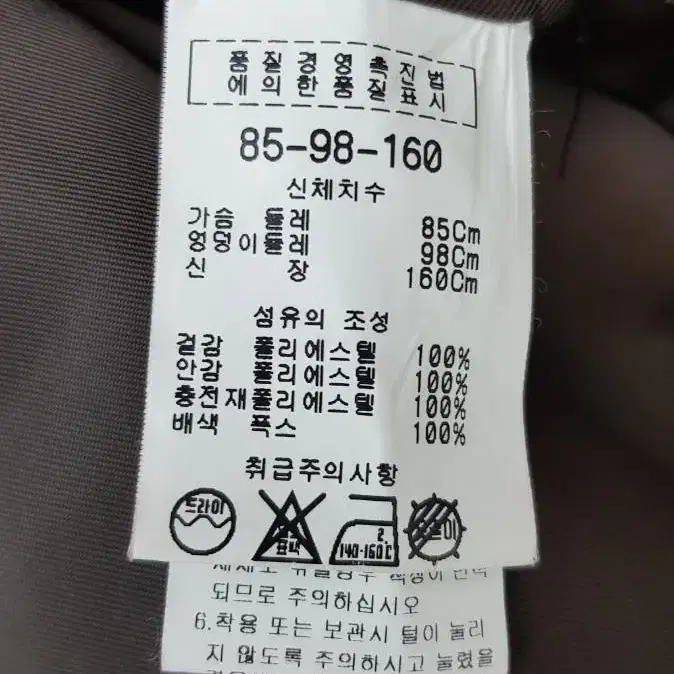 품질경영촉진법
에의한품질표시
85-98-160
신체치수
가슴 둘레 85Cm
엉덩이둘레 98Cm
신 장 160Cm
섬유의 조성
겉감 폴리에스텔 100%
안감 폴리에스텔 100%
충전재폴리에스텔 100%
배색 폭스 100%
취급주의사항
드라이
표백
2.
140-160℃
되므로 주의하십시오
6.착용 또는 보관시 털이 눌리
지 않도록 주의하시고 눌렸을